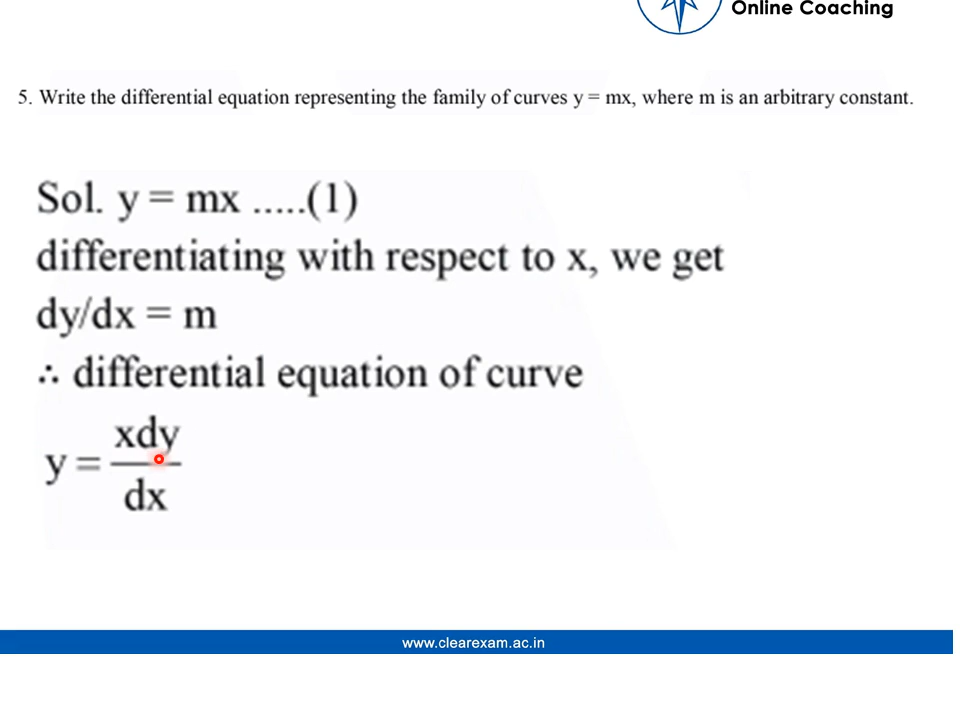 Online Coaching
5. Write the differential equation representing the family of curves y = mx, where m is an arbitrary constant.
Sol. y = mx .....(1)
differentiating with respect to x, we get
dy/dx = m
∴ differential equation of curve
y = xdy/dx
www.clearexam.ac.in